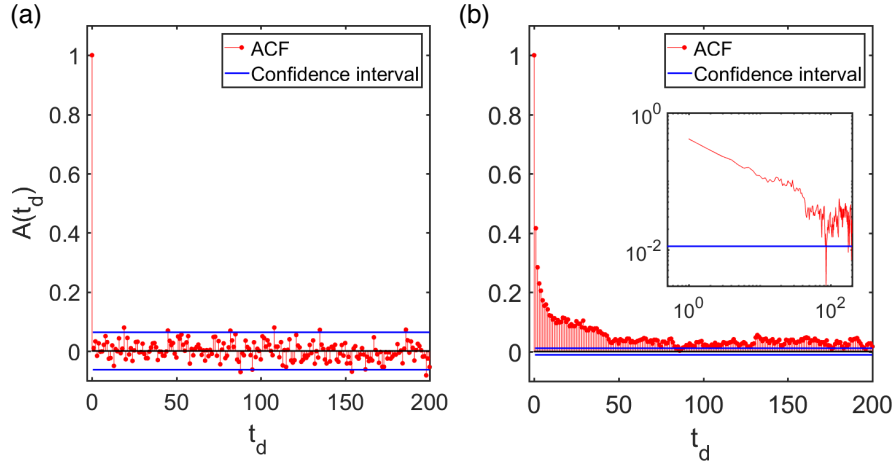 (a)
ACF
Confidence interval
1
0.8
0.6
0.4
0.2
0
A(t_d)
0 50 100 150 200
t_d
(b)
ACF
Confidence interval
1
0.8
0.6
0.4
0.2
0
10^0
10^-2
10^0 10^2
0 50 100 150 200
t_d